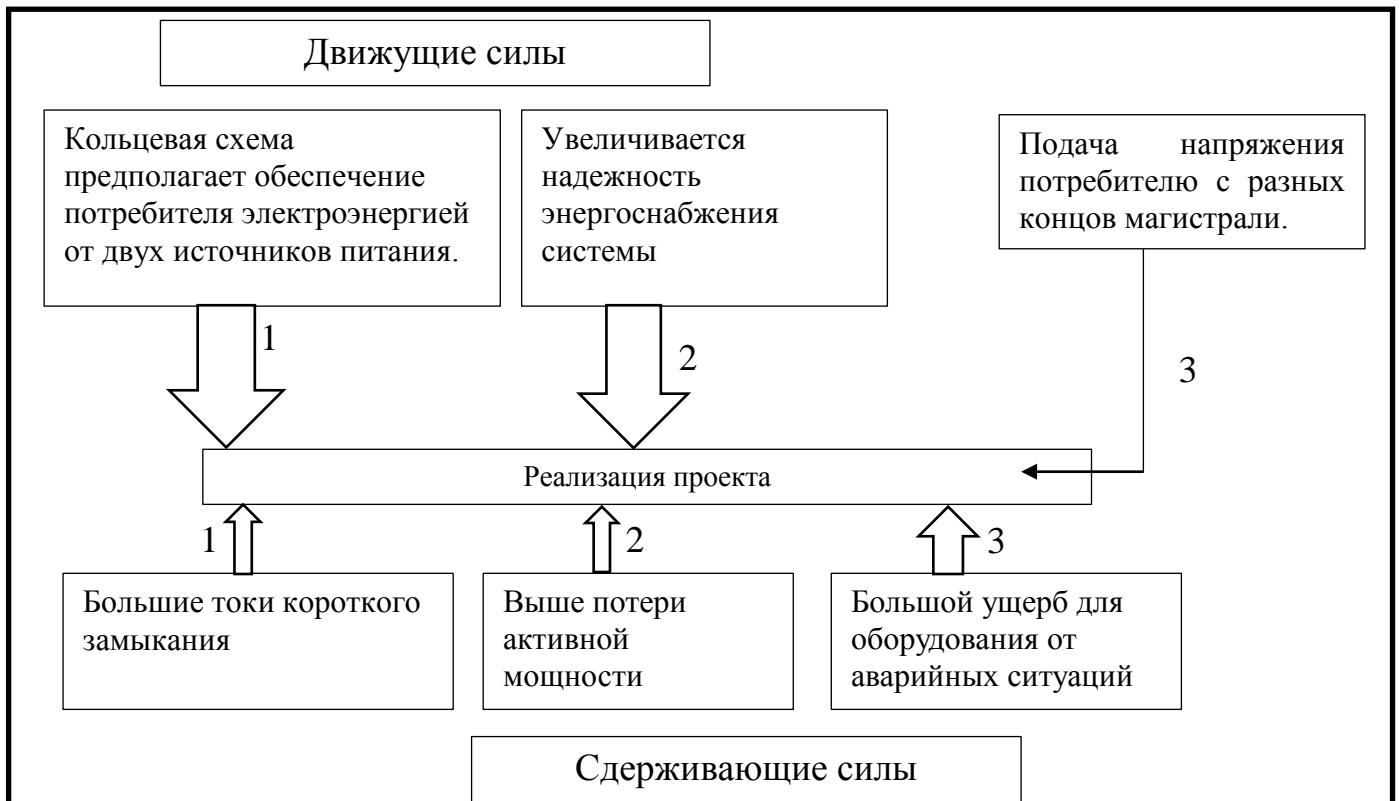 Движущие силы
Кольцевая схема
предполагает обеспечение
потребителя электроэнергией
от двух источников питания.
Увеличивается
надежность
энергоснабжения
системы
Подача напряжения
потребителю с разных
концов магистрали.
1
2
3
Реализация проекта
1
2
3
Большие токи короткого
замыкания
Выше потери
активной
мощности
Большой ущерб для
оборудования от
аварийных ситуаций
Сдерживающие силы